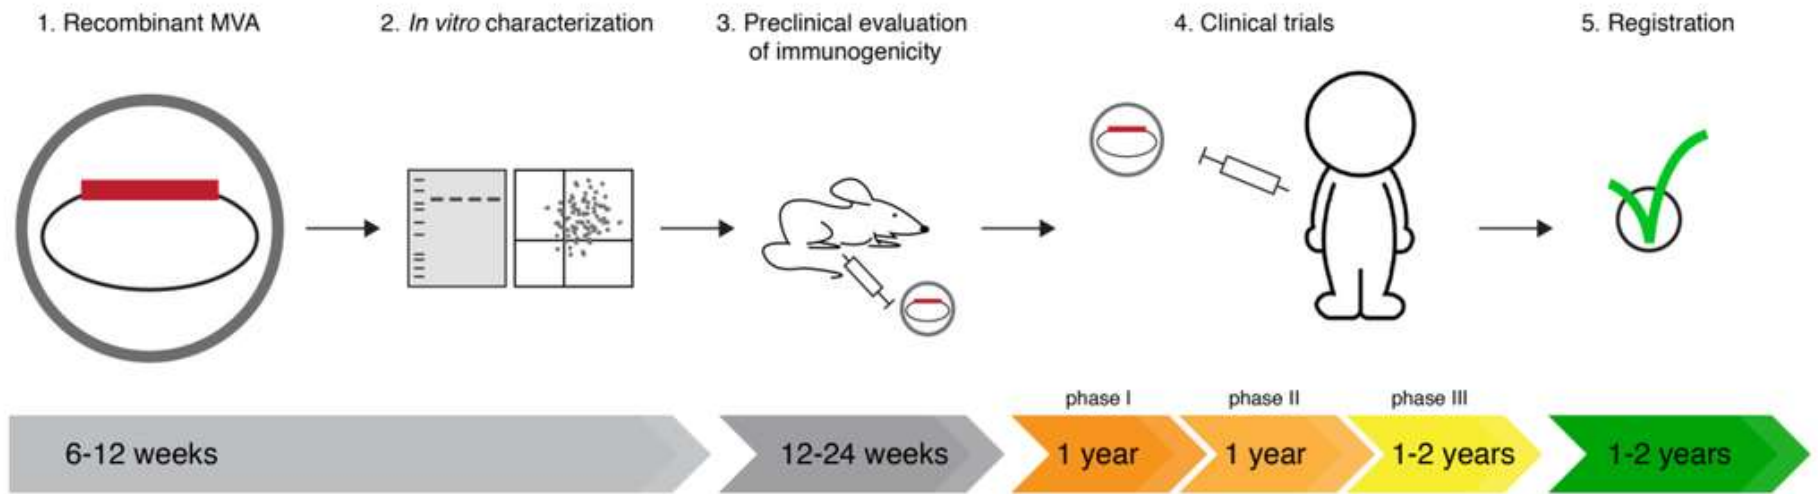 1. Recombinant MVA
2. In vitro characterization
3. Preclinical evaluation
of immunogenicity
4. Clinical trials
5. Registration
phase I
phase II
phase III
6-12 weeks
12-24 weeks
1 year
1 year
1-2 years
1-2 years